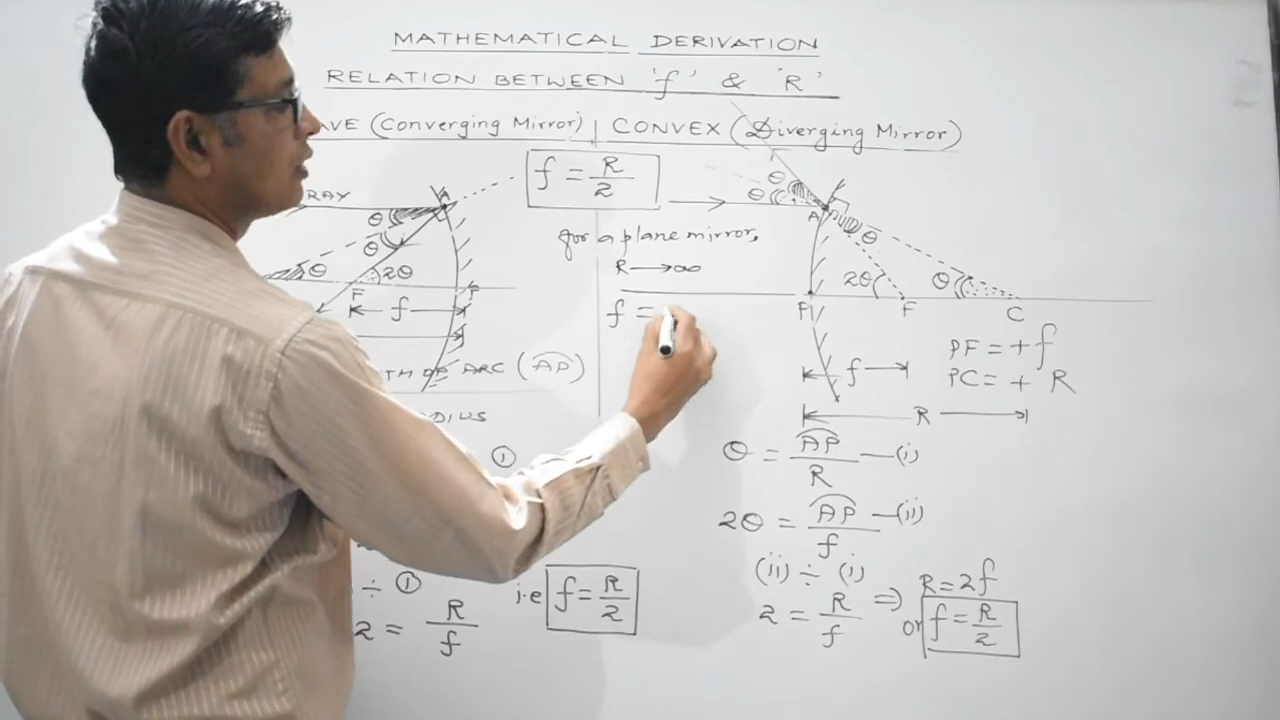 MATHEMATICAL DERIVATION
RELATION BETWEEN 'f' & 'R'
AVE (Converging Mirror) | CONVEX (Diverging Mirror)
f = R/2
RAY
A
θ
θ
θ
2θ
F
P
f
TH OF ARC (AP)
DIUS
①
÷ ①
2 = R/f
i.e f = R/2
for a plane mirror,
R → ∞
f =
θ
θ
A
θ
2θ
θ
P
F
C
f
PF = + f
PC = + R
R
θ = AP/R —(i)
2θ = AP/f —(ii)
(ii) ÷ (i)
2 = R/f ⇒ R = 2f
or f = R/2